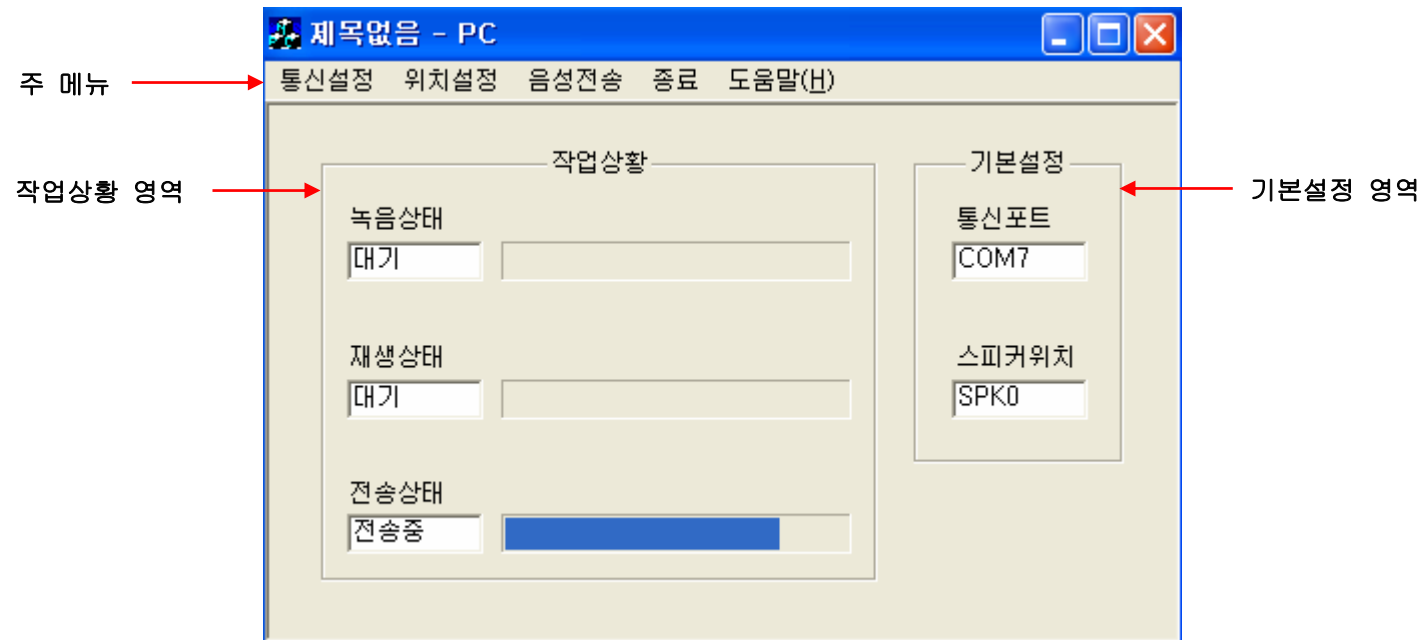 제목없음 - PC
주 메뉴
통신설정 위치설정 음성전송 종료 도움말(H)
작업상황 영역
작업상황
기본설정
기본설정 영역
녹음상태
대기
통신포트
COM7
재생상태
대기
스피커위치
SPK0
전송상태
전송중